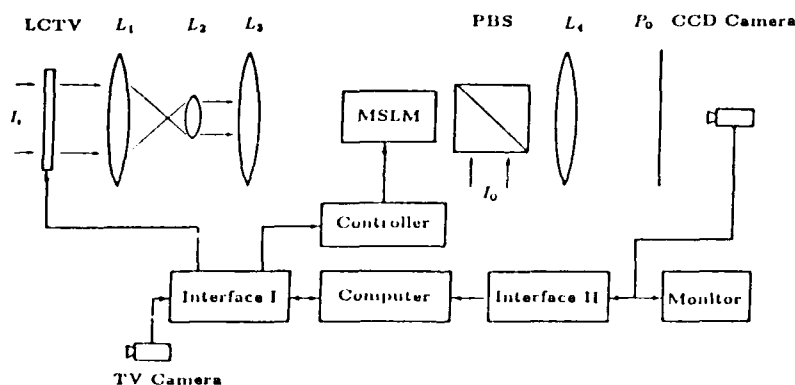 LCTV L₁ L₂ L₃ PBS L₄ P₀ CCD Camera
I₁ MSLM
I₀
Controller
Interface I Computer Interface II Monitor
TV Camera